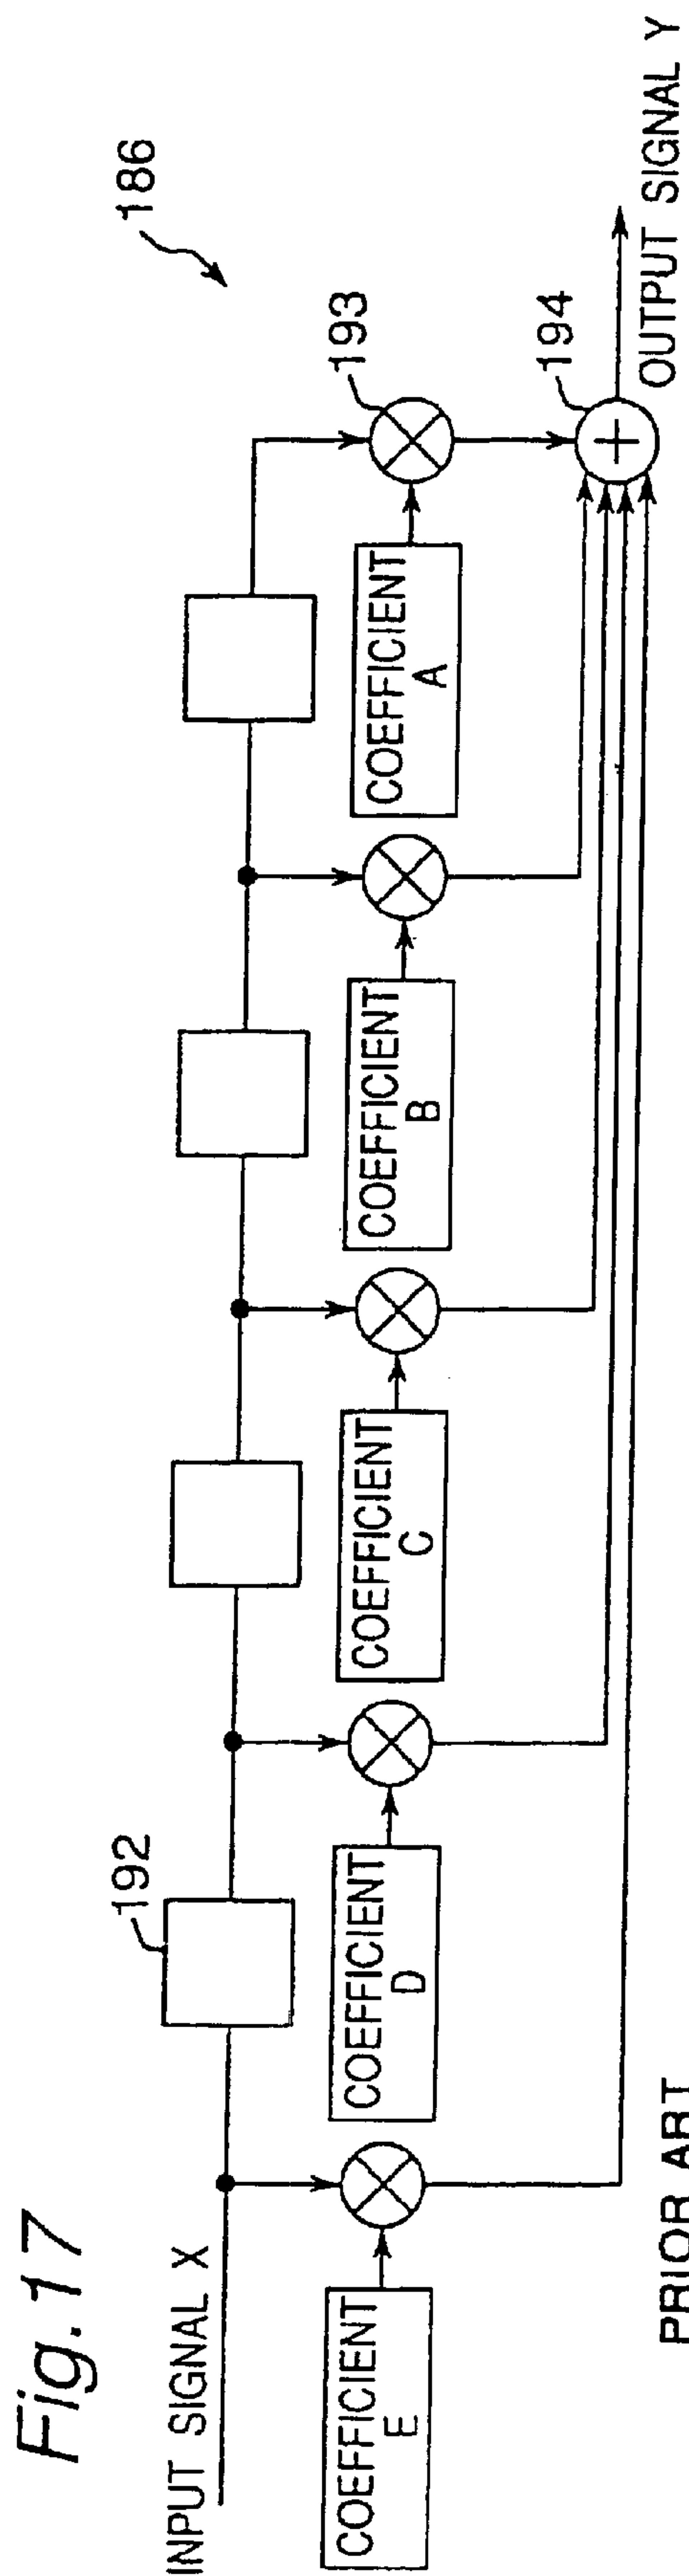 Fig.17
186
INPUT SIGNAL X
192
193
COEFFICIENT
E
COEFFICIENT
D
COEFFICIENT
C
COEFFICIENT
B
COEFFICIENT
A
194
OUTPUT SIGNAL Y
PRIOR ART